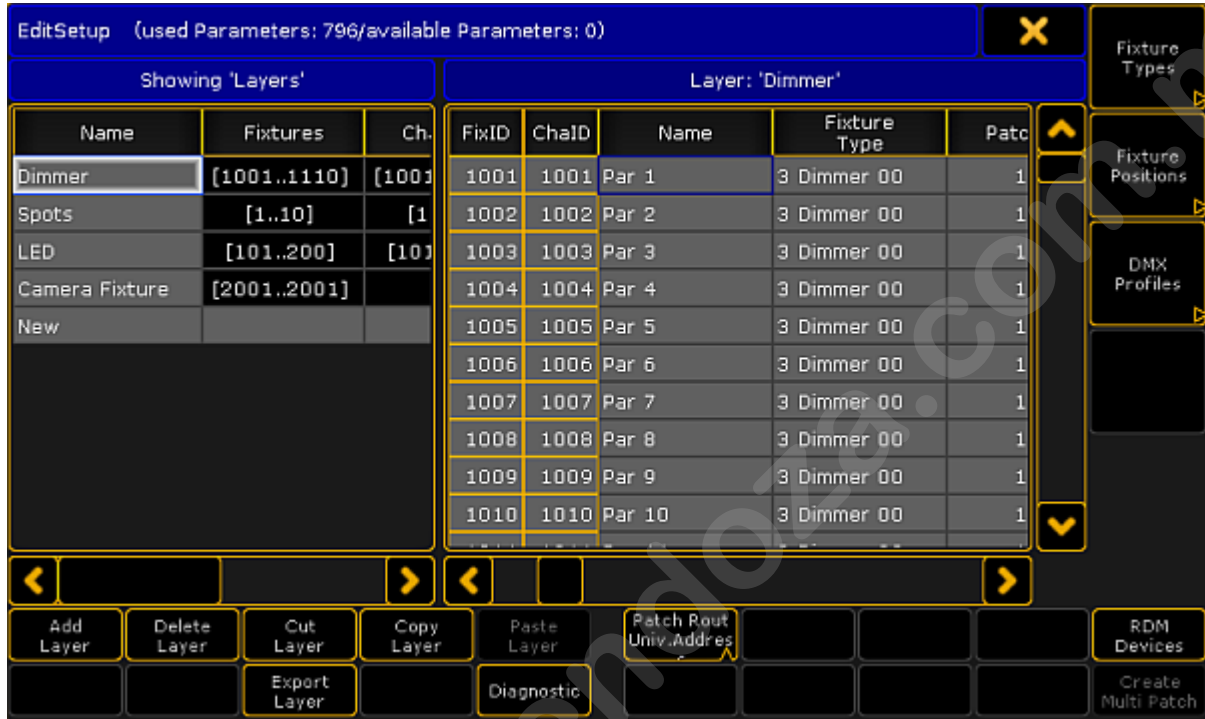 EditSetup (used Parameters: 796/available Parameters: 0)
Fixture
Types
Showing 'Layers'
Layer: 'Dimmer'
Name Fixtures Ch. FixID ChaID Name Fixture Type Patc
Dimmer [1001..1110] [1001 1001 1001 Par 1 3 Dimmer 00 1
Fixture
Positions
Spots [1..10] [1 1002 1002 Par 2 3 Dimmer 00 1
LED [101..200] [101 1003 1003 Par 3 3 Dimmer 00 1
DMX
Profiles
Camera Fixture [2001..2001] 1004 1004 Par 4 3 Dimmer 00 1
New 1005 1005 Par 5 3 Dimmer 00 1
1006 1006 Par 6 3 Dimmer 00 1
1007 1007 Par 7 3 Dimmer 00 1
1008 1008 Par 8 3 Dimmer 00 1
1009 1009 Par 9 3 Dimmer 00 1
1010 1010 Par 10 3 Dimmer 00 1
Add
Layer
Delete
Layer
Cut
Layer
Copy
Layer
Paste
Layer
Patch Rout
Univ.Addres
RDM
Devices
Export
Layer
Diagnostic
Create
Multi Patch
endoza.com.